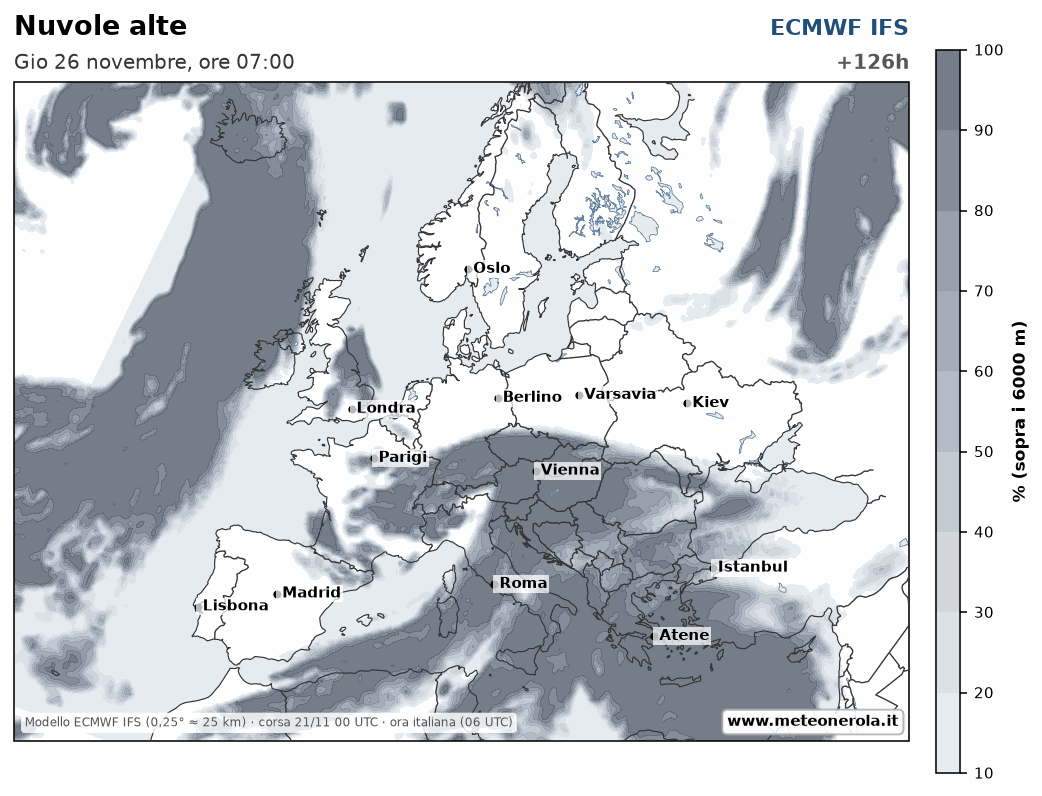 Nuvole alte
ECMWF IFS
Gio 26 novembre, ore 07:00
+126h
100
90
80
70
60
50
40
30
20
10
% (sopra i 6000 m)
Oslo
Berlino
Varsavia
Kiev
Londra
Parigi
Vienna
Istanbul
Roma
Madrid
Lisbona
Atene
Modello ECMWF IFS (0,25° ≈ 25 km) · corsa 21/11 00 UTC · ora italiana (06 UTC)
www.meteonerola.it